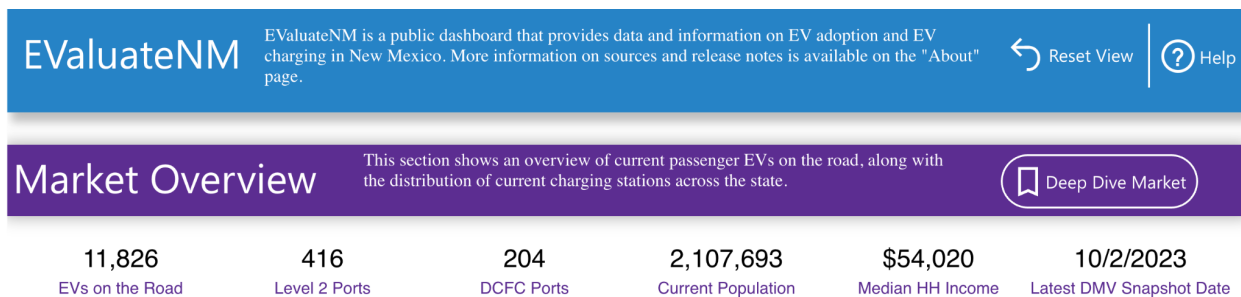 EValuateNM
EValuateNM is a public dashboard that provides data and information on EV adoption and EV
charging in New Mexico. More information on sources and release notes is available on the "About"
page.
Reset View
? Help
Market Overview
This section shows an overview of current passenger EVs on the road, along with
the distribution of current charging stations across the state.
Deep Dive Market
11,826 416 204 2,107,693 $54,020 10/2/2023
EVs on the Road Level 2 Ports DCFC Ports Current Population Median HH Income Latest DMV Snapshot Date